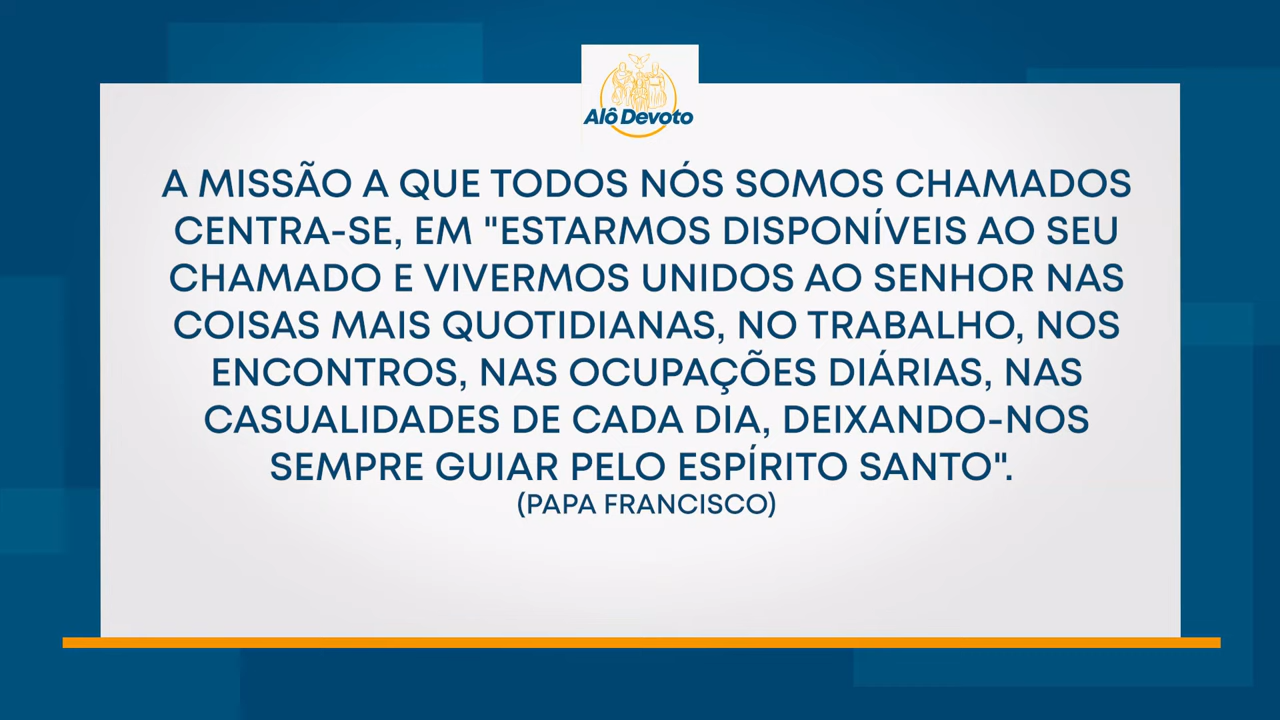 Alô Devoto
A MISSÃO A QUE TODOS NÓS SOMOS CHAMADOS
CENTRA-SE, EM "ESTARMOS DISPONÍVEIS AO SEU
CHAMADO E VIVERMOS UNIDOS AO SENHOR NAS
COISAS MAIS QUOTIDIANAS, NO TRABALHO, NOS
ENCONTROS, NAS OCUPAÇÕES DIÁRIAS, NAS
CASUALIDADES DE CADA DIA, DEIXANDO-NOS
SEMPRE GUIAR PELO ESPÍRITO SANTO".
(PAPA FRANCISCO)